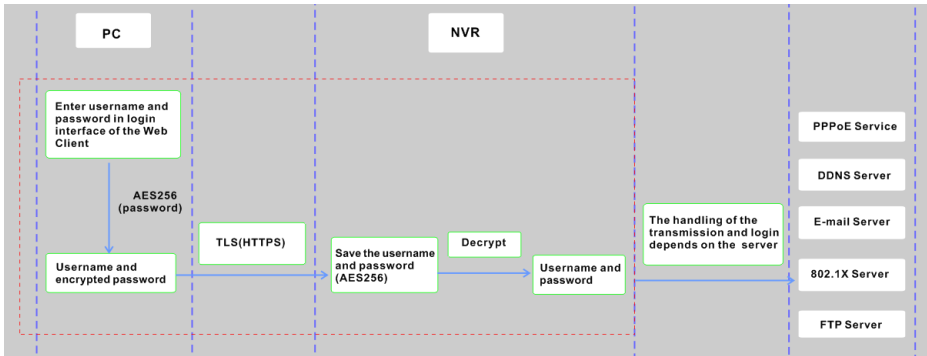 PC
NVR
Enter username and
password in login
interface of the Web
Client
AES256
(password)
Username and
encrypted password
TLS(HTTPS)
Save the username
and password
(AES256)
Decrypt
Username and
password
The handling of the
transmission and login
depends on the server
PPPoE Service
DDNS Server
E-mail Server
802.1X Server
FTP Server